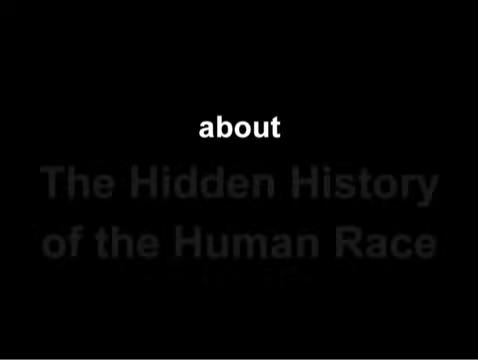 about
The Hidden History
of the Human Race